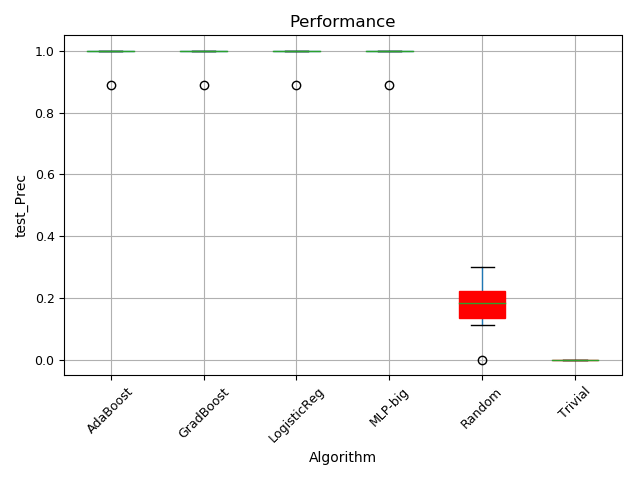 Performance
1.0
0.8
0.6
0.4
0.2
0.0
test_Prec
AdaBoost
GradBoost
LogisticReg
MLP-big
Random
Trivial
Algorithm